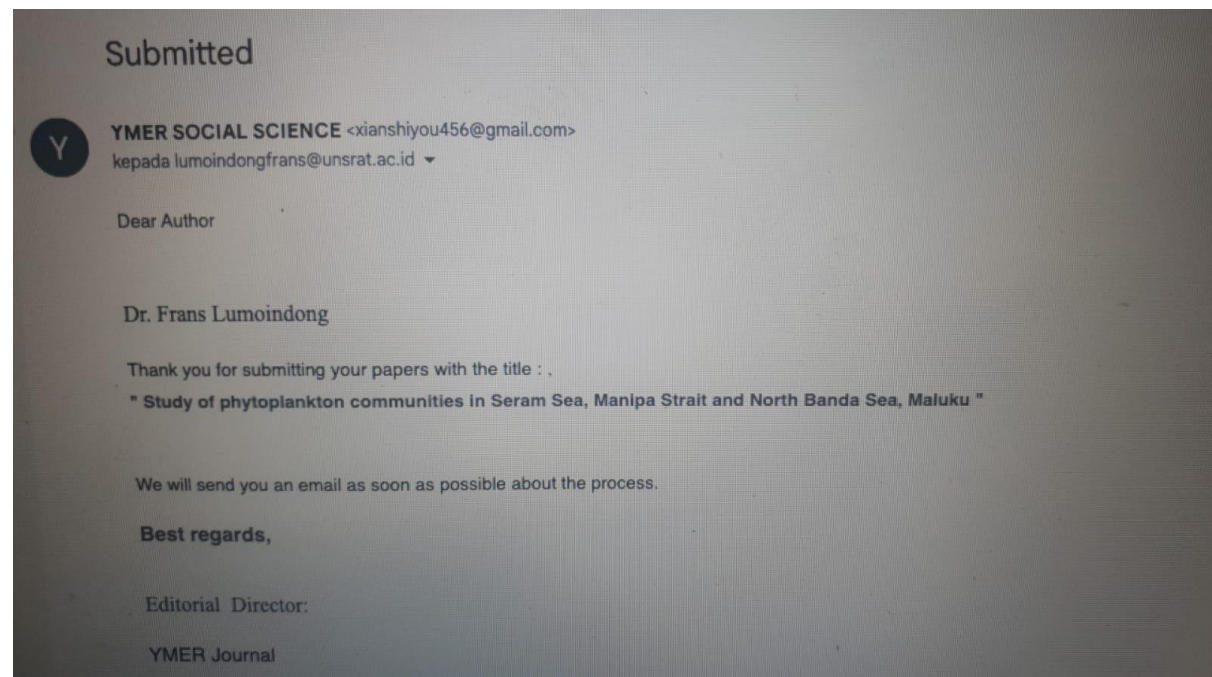 Submitted
Y
YMER SOCIAL SCIENCE <xianshiyou456@gmail.com>
kepada lumoindongfrans@unsrat.ac.id
Dear Author
Dr. Frans Lumoindong
Thank you for submitting your papers with the title : .
" Study of phytoplankton communities in Seram Sea, Manipa Strait and North Banda Sea, Maluku "
We will send you an email as soon as possible about the process.
Best regards,
Editorial Director:
YMER Journal